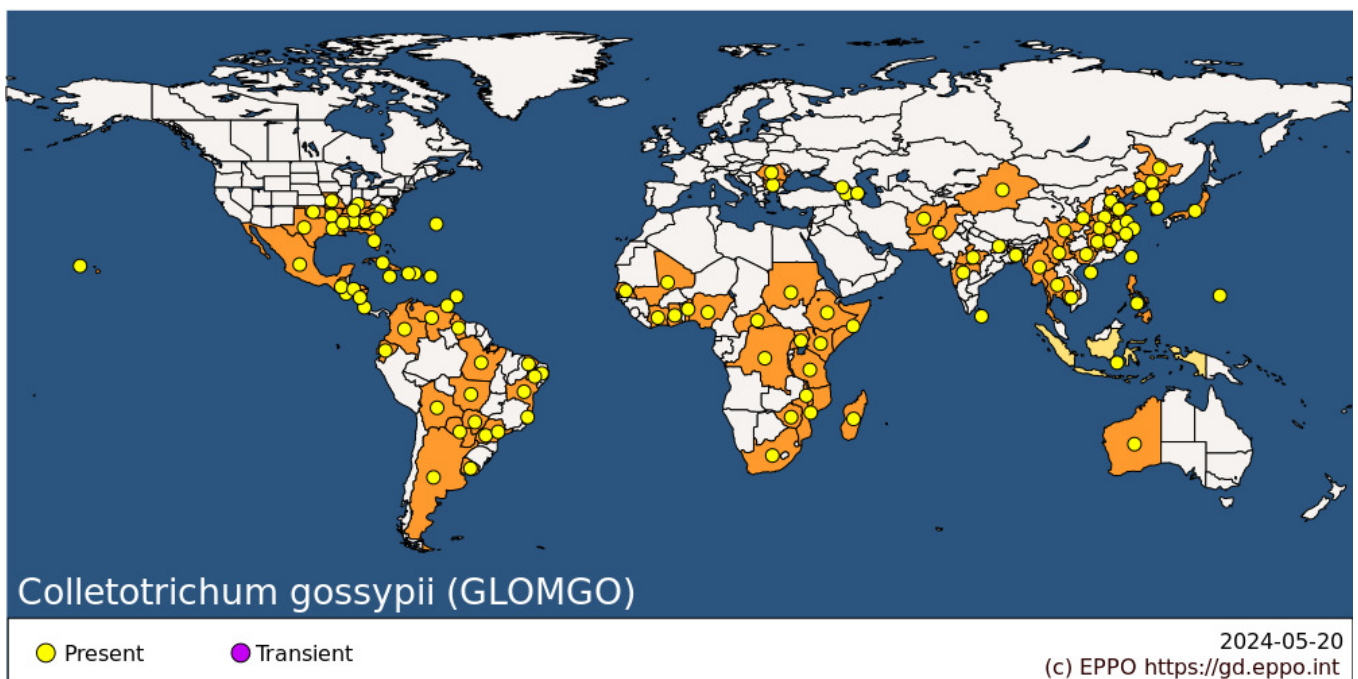 Colletotrichum gossypii (GLOMGO)
Present
Transient
2024-05-20
(c) EPPO https://gd.eppo.int